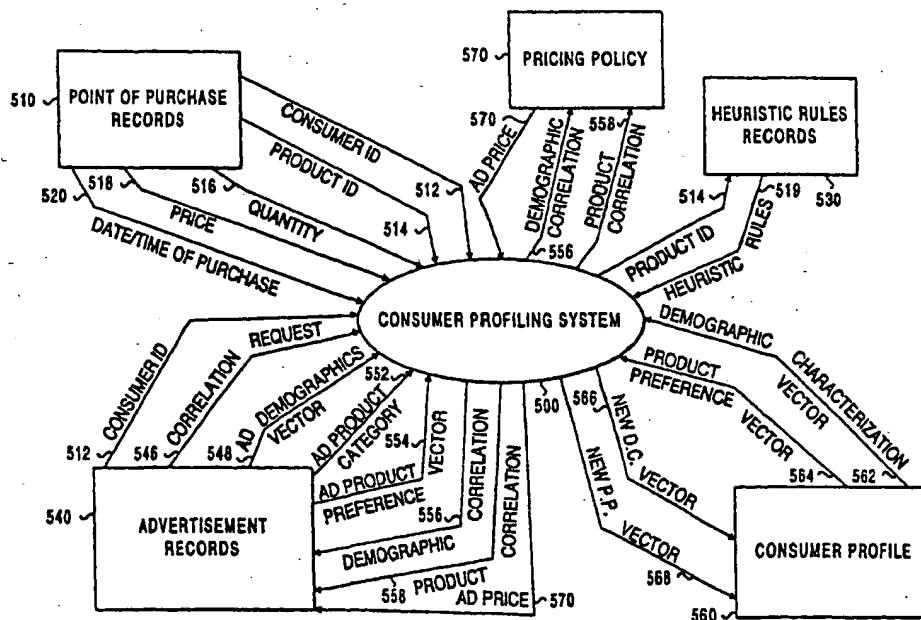 510
POINT OF PURCHASE
RECORDS
570
PRICING POLICY
HEURISTIC RULES
RECORDS
530
CONSUMER ID
PRODUCT ID
512
514
516
QUANTITY
518
PRICE
520
DATE/TIME OF PURCHASE
570
AD PRICE
DEMOGRAPHIC
CORRELATION
556
558
PRODUCT
CORRELATION
514
PRODUCT ID
519
HEURISTIC
RULES
CONSUMER PROFILING SYSTEM
500
512
CONSUMER ID
546
CORRELATION
REQUEST
548
AD DEMOGRAPHICS
VECTOR
552
AD PRODUCT
CATEGORY
554
AD PRODUCT
PREFERENCE
VECTOR
556
DEMOGRAPHIC
CORRELATION
558
PRODUCT
CORRELATION
AD PRICE
570
566
NEW D.C.
VECTOR
NEW P.P.
VECTOR
568
PRODUCT
PREFERENCE
VECTOR
564
DEMOGRAPHIC
CHARACTERIZATION
VECTOR
562
540
ADVERTISEMENT
RECORDS
CONSUMER PROFILE
560